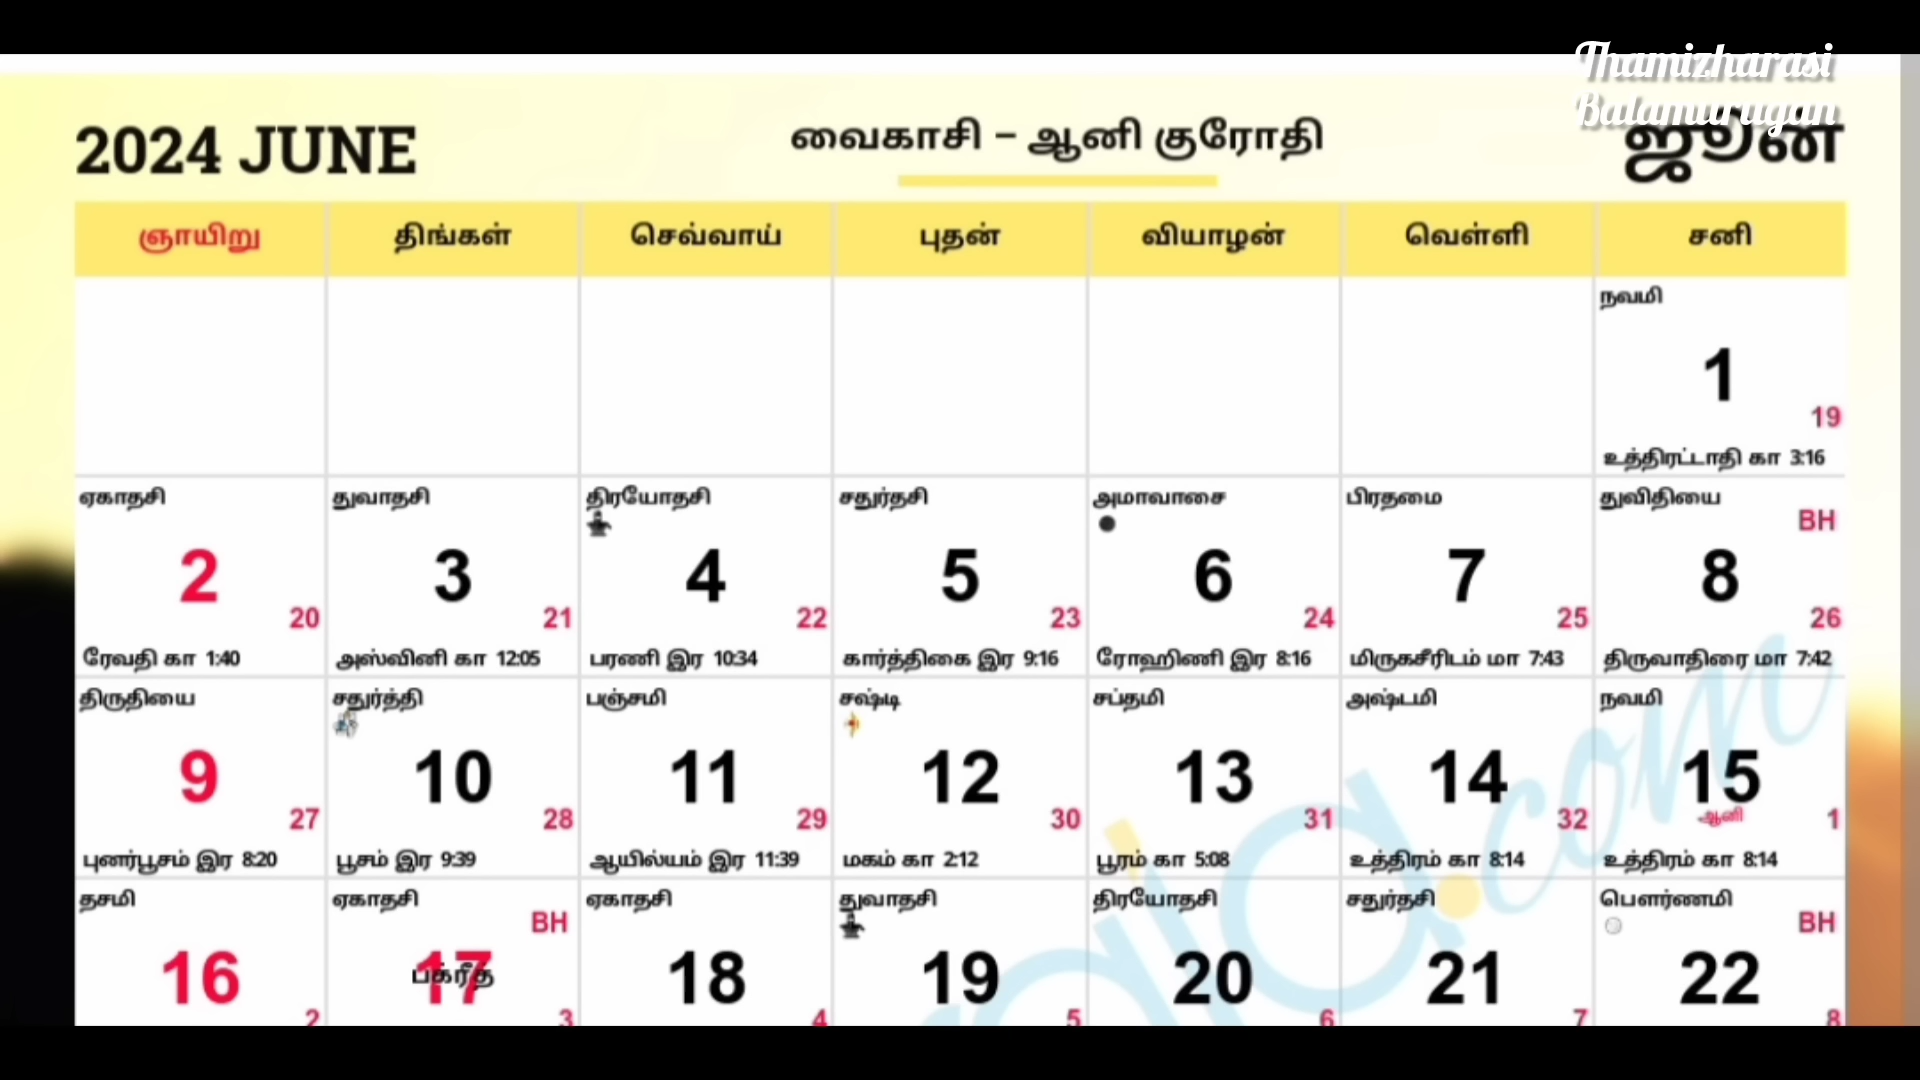 Thamizharasi
Balamurugan
2024 JUNE
வைகாசி – ஆனி குரோதி
ஜூன்
ஞாயிறு திங்கள் செவ்வாய் புதன் வியாழன் வெள்ளி சனி
நவமி
1
19
உத்திரட்டாதி கா 3:16
ஏகாதசி துவாதசி திரயோதசி சதுர்தசி அமாவாசை பிரதமை துவிதியை
BH
2 3 4 5 6 7 8
20 21 22 23 24 25 26
ரேவதி கா 1:40 அஸ்வினி கா 12:05 பரணி இர 10:34 கார்த்திகை இர 9:16 ரோஹிணி இர 8:16 மிருகசீரிடம் மா 7:43 திருவாதிரை மா 7:42
திருதியை சதுர்த்தி பஞ்சமி சஷ்டி சப்தமி அஷ்டமி நவமி
9 10 11 12 13 14 15
ஆனி
27 28 29 30 31 32 1
புனர்பூசம் இர 8:20 பூசம் இர 9:39 ஆயில்யம் இர 11:39 மகம் கா 2:12 பூரம் கா 5:08 உத்திரம் கா 8:14 உத்திரம் கா 8:14
தசமி ஏகாதசி ஏகாதசி துவாதசி திரயோதசி சதுர்தசி பௌர்ணமி
BH BH
16 17 18 19 20 21 22
பக்ரீத்
2 3 4 5 6 7 8
.com